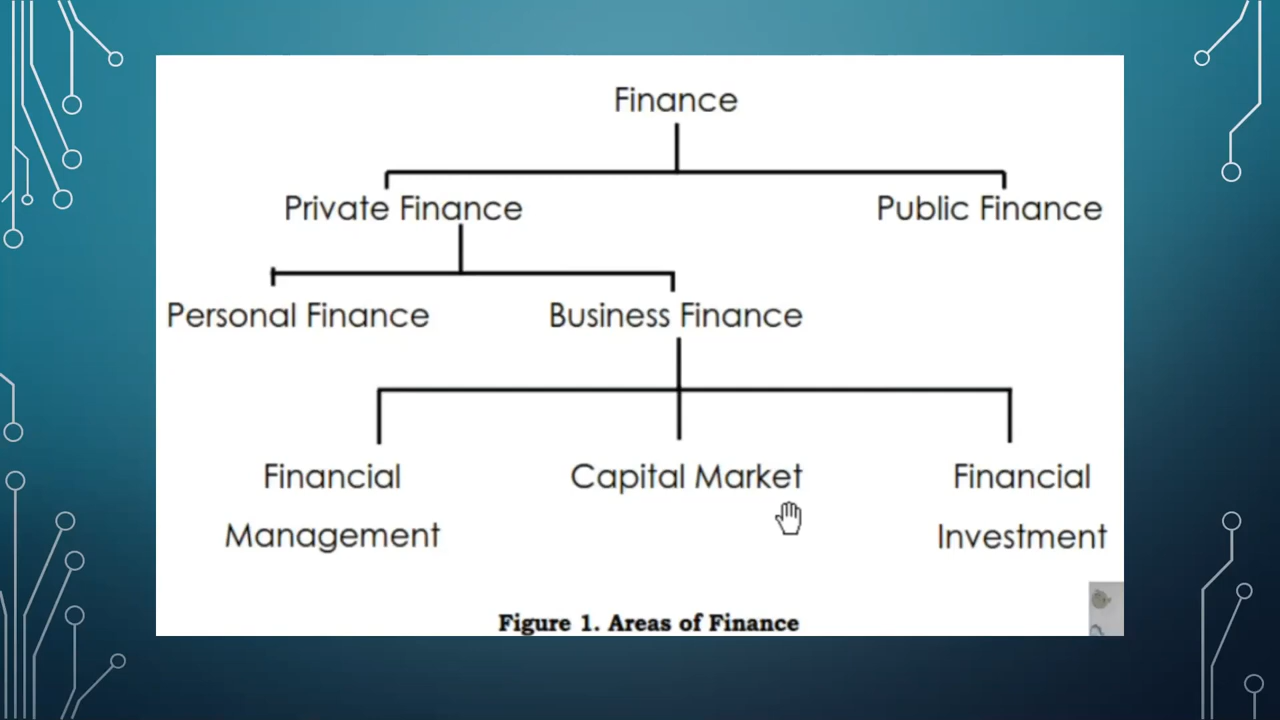 Finance
Private Finance
Public Finance
Personal Finance
Business Finance
Financial
Management
Capital Market
Financial
Investment
Figure 1. Areas of Finance